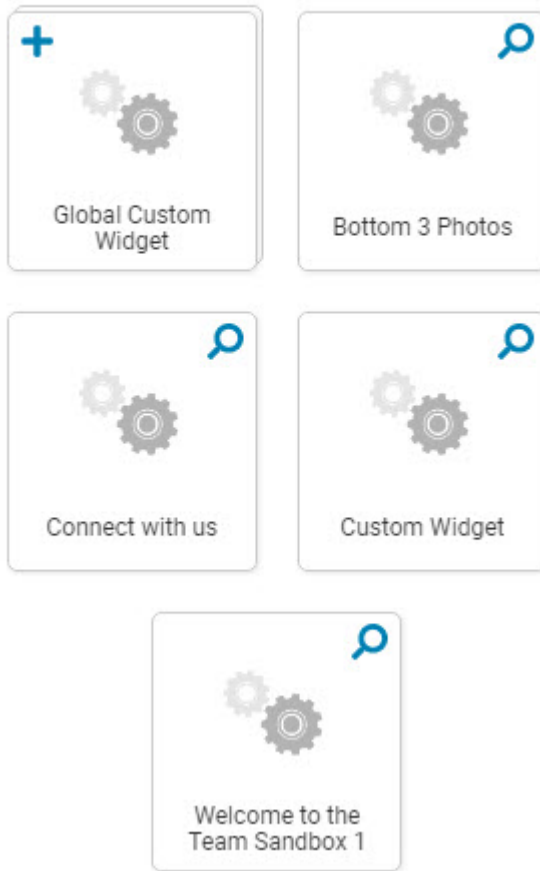 Global Custom
Widget
Bottom 3 Photos
Connect with us
Custom Widget
Welcome to the
Team Sandbox 1